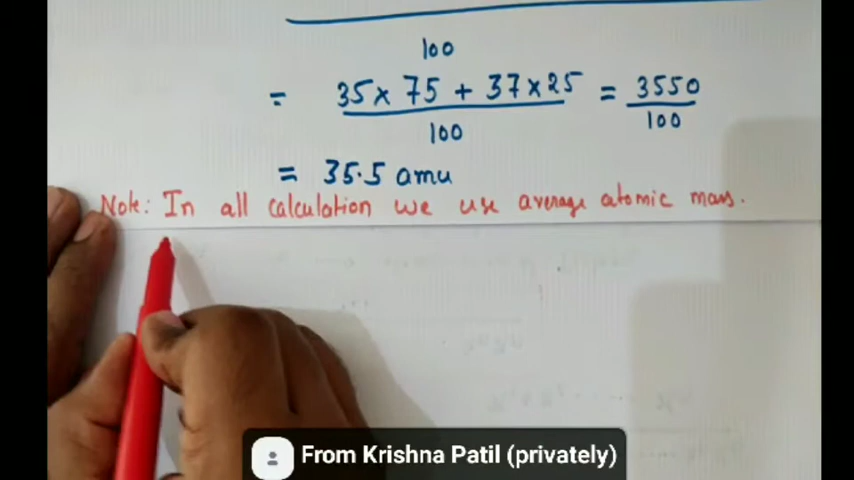 100
= 35 x 75 + 37 x 25 = 3550
100 100
= 35.5 amu
Note: In all calculation we use average atomic mass.
From Krishna Patil (privately)